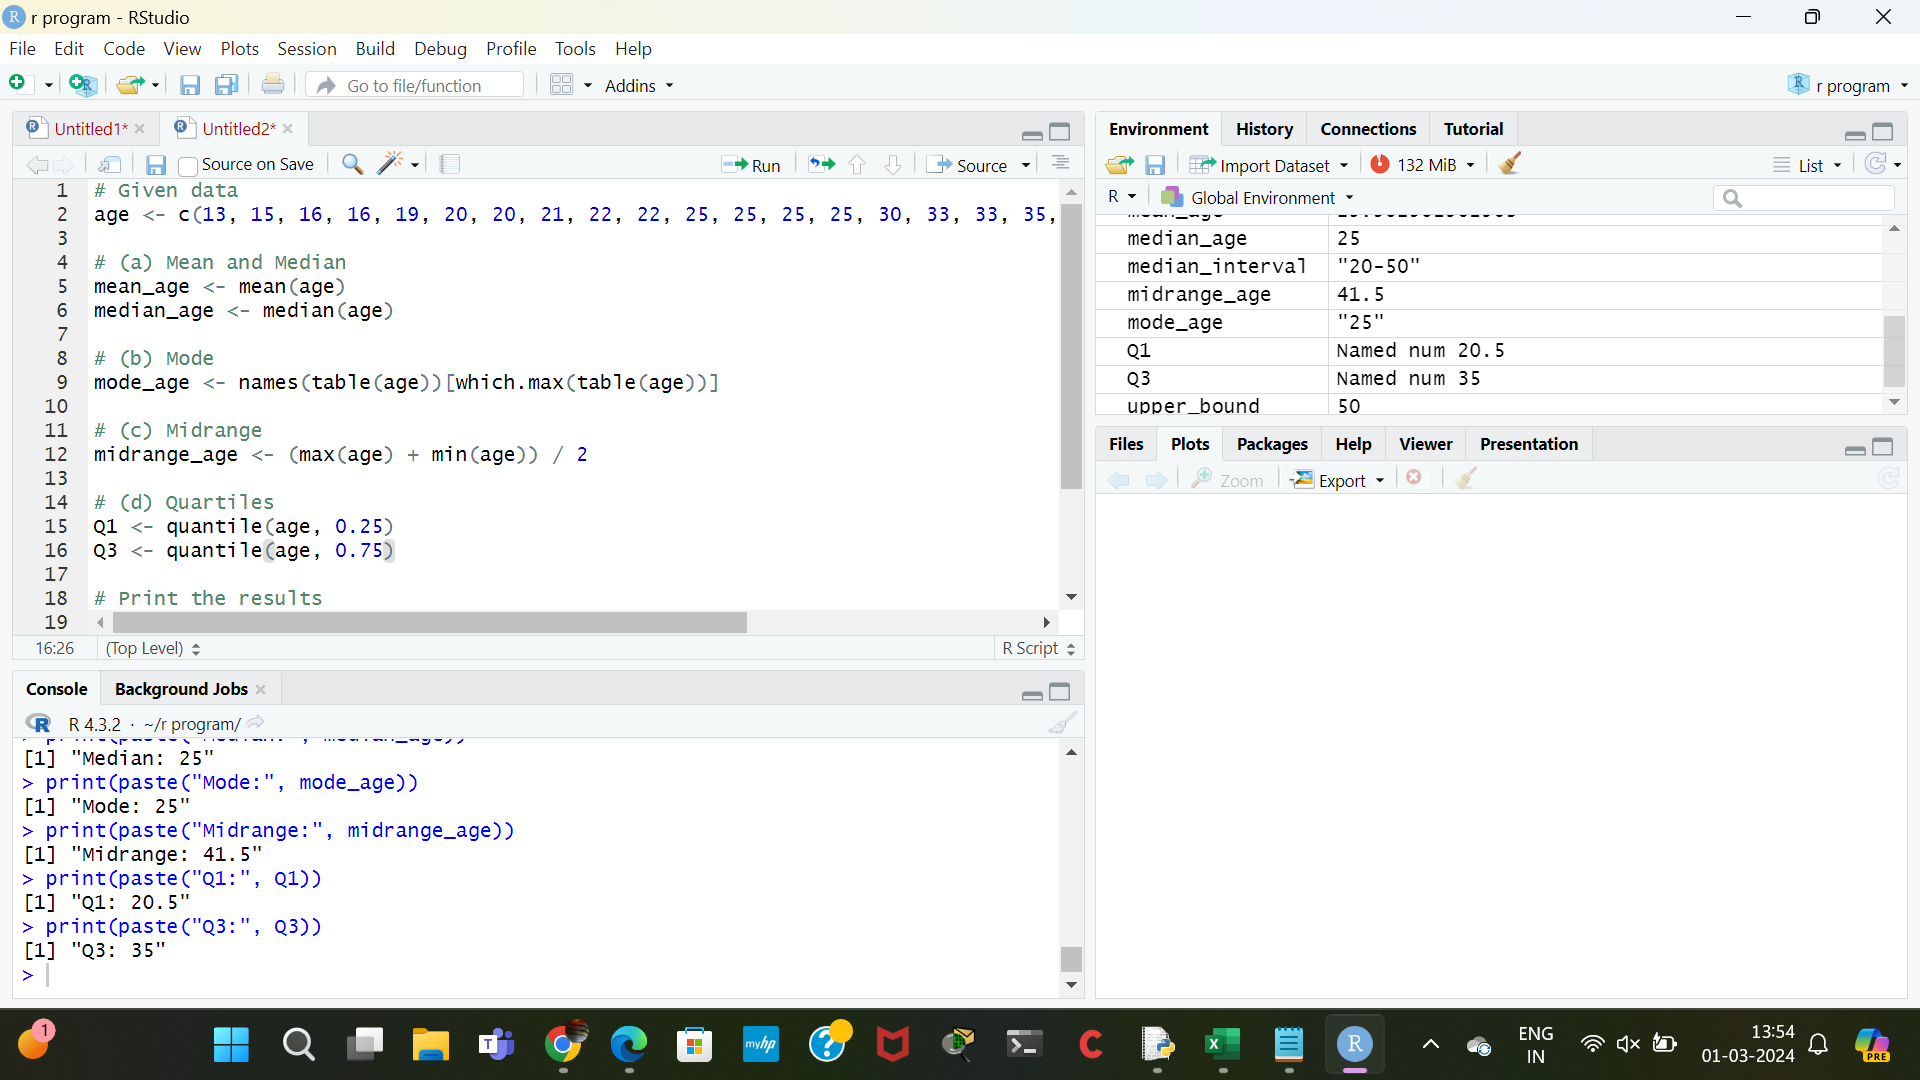 r program - RStudio
File Edit Code View Plots Session Build Debug Profile Tools Help
Go to file/function Addins r program
Untitled1* Untitled2*
Source on Save Run Source
1 # Given data
2 age <- c(13, 15, 16, 16, 19, 20, 20, 21, 22, 22, 25, 25, 25, 25, 30, 33, 33, 35,
3
4 # (a) Mean and Median
5 mean_age <- mean(age)
6 median_age <- median(age)
7
8 # (b) Mode
9 mode_age <- names(table(age))[which.max(table(age))]
10
11 # (c) Midrange
12 midrange_age <- (max(age) + min(age)) / 2
13
14 # (d) Quartiles
15 Q1 <- quantile(age, 0.25)
16 Q3 <- quantile(age, 0.75)
17
18 # Print the results
19
16:26 (Top Level) R Script
Console Background Jobs
R 4.3.2 · ~/r program/
> print(paste("Median:", median_age))
[1] "Median: 25"
> print(paste("Mode:", mode_age))
[1] "Mode: 25"
> print(paste("Midrange:", midrange_age))
[1] "Midrange: 41.5"
> print(paste("Q1:", Q1))
[1] "Q1: 20.5"
> print(paste("Q3:", Q3))
[1] "Q3: 35"
>
Environment History Connections Tutorial
Import Dataset 132 MiB List
R Global Environment
mean_age
median_age 25
median_interval "20-50"
midrange_age 41.5
mode_age "25"
Q1 Named num 20.5
Q3 Named num 35
upper_bound 50
Files Plots Packages Help Viewer Presentation
Zoom Export
1
myhp
ENG
IN
13:54
01-03-2024
PRE